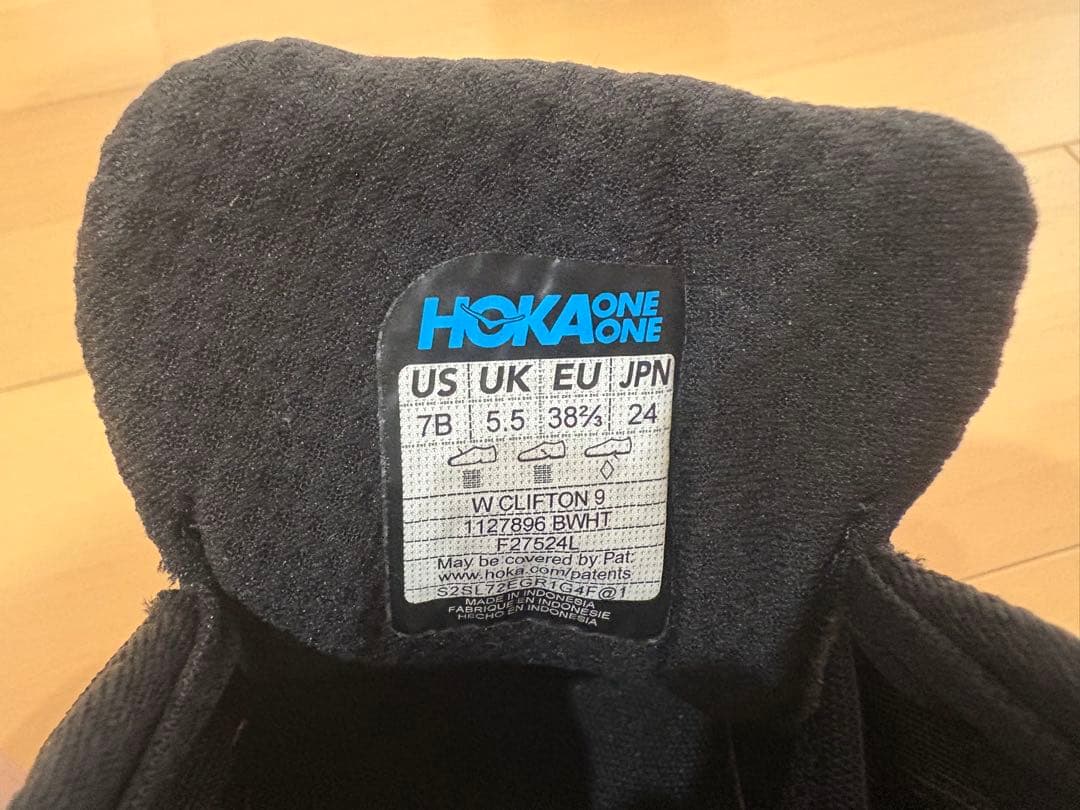 HOKA ONE ONE
US UK EU JPN
7B 5.5 38⅔ 24
W CLIFTON 9
1127896 BWHT
F27524L
May be covered by Pat.
www.hoka.com/patents
S2SL72EGR1G4F@1
MADE IN INDONESIA
FABRIQUE EN INDONESIE
HECHO EN INDONESIA